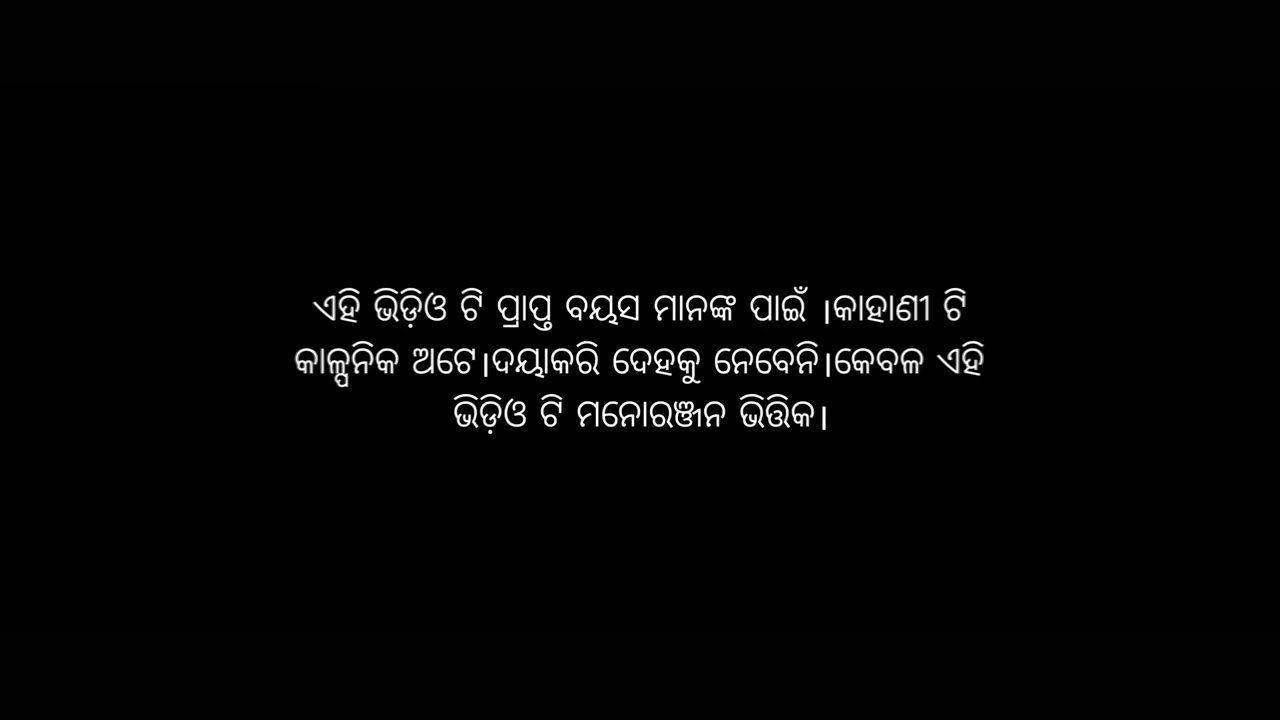 ଏହି ଭିଡ଼ିଓ ଟି ପ୍ରାପ୍ତ ବୟସ ମାନଙ୍କ ପାଇଁ ।କାହାଣୀ ଟି
କାଳ୍ପନିକ ଅଟେ।ଦୟାକରି ଦେହକୁ ନେବେନି।କେବଳ ଏହି
ଭିଡ଼ିଓ ଟି ମନୋରଞ୍ଜନ ଭିତ୍ତିକ।